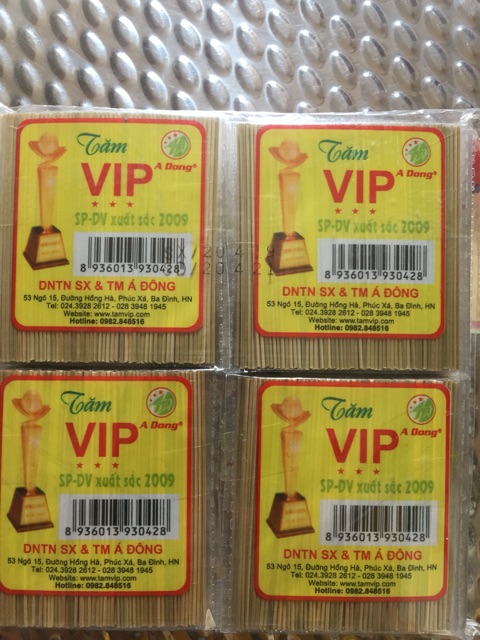 Tăm
A Dong®
VIP
SP-DV xuất sắc 2009
8 936013 930428
DNTN SX & TM Á ĐÔNG
53 Ngõ 15, Đường Hồng Hà, Phúc Xá, Ba Đình, HN
Tel: 024.3928 2612 - 028 3948 1945
Website: www.tamvip.com
Hotline: 0982.848516
Tăm
A Dong®
VIP
SP-DV xuất sắc 2009
8 936013 930428
DNTN SX & TM Á ĐÔNG
53 Ngõ 15, Đường Hồng Hà, Phúc Xá, Ba Đình, HN
Tel: 024.3928 2612 - 028 3948 1945
Website: www.tamvip.com
Hotline: 0982.848516
Tăm
A Dong®
VIP
SP-DV xuất sắc 2009
8 936013 930428
DNTN SX & TM Á ĐÔNG
53 Ngõ 15, Đường Hồng Hà, Phúc Xá, Ba Đình, HN
Tel: 024.3928 2612 - 028 3948 1945
Website: www.tamvip.com
Hotline: 0982.848516
Tăm
A Dong®
VIP
SP-DV xuất sắc 2009
8 936013 930428
DNTN SX & TM Á ĐÔNG
53 Ngõ 15, Đường Hồng Hà, Phúc Xá, Ba Đình, HN
Tel: 024.3928 2612 - 028 3948 1945
Website: www.tamvip.com
Hotline: 0982.848516